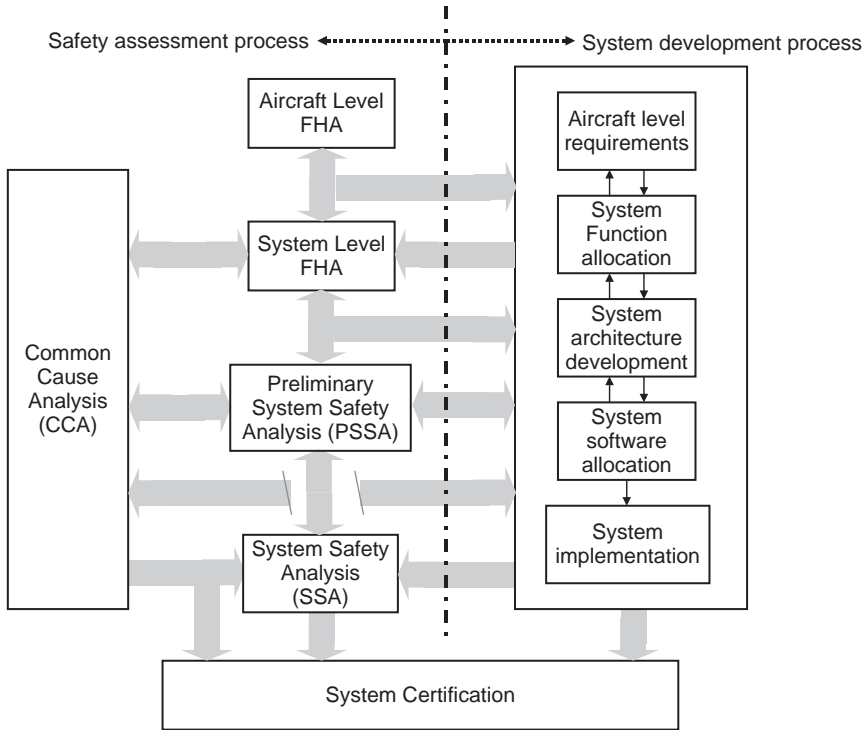 Safety assessment process
System development process
Aircraft Level
FHA
Aircraft level
requirements
System
Function
allocation
System Level
FHA
System
architecture
development
Common
Cause
Analysis
(CCA)
Preliminary
System Safety
Analysis (PSSA)
System
software
allocation
System Safety
Analysis
(SSA)
System
implementation
System Certification